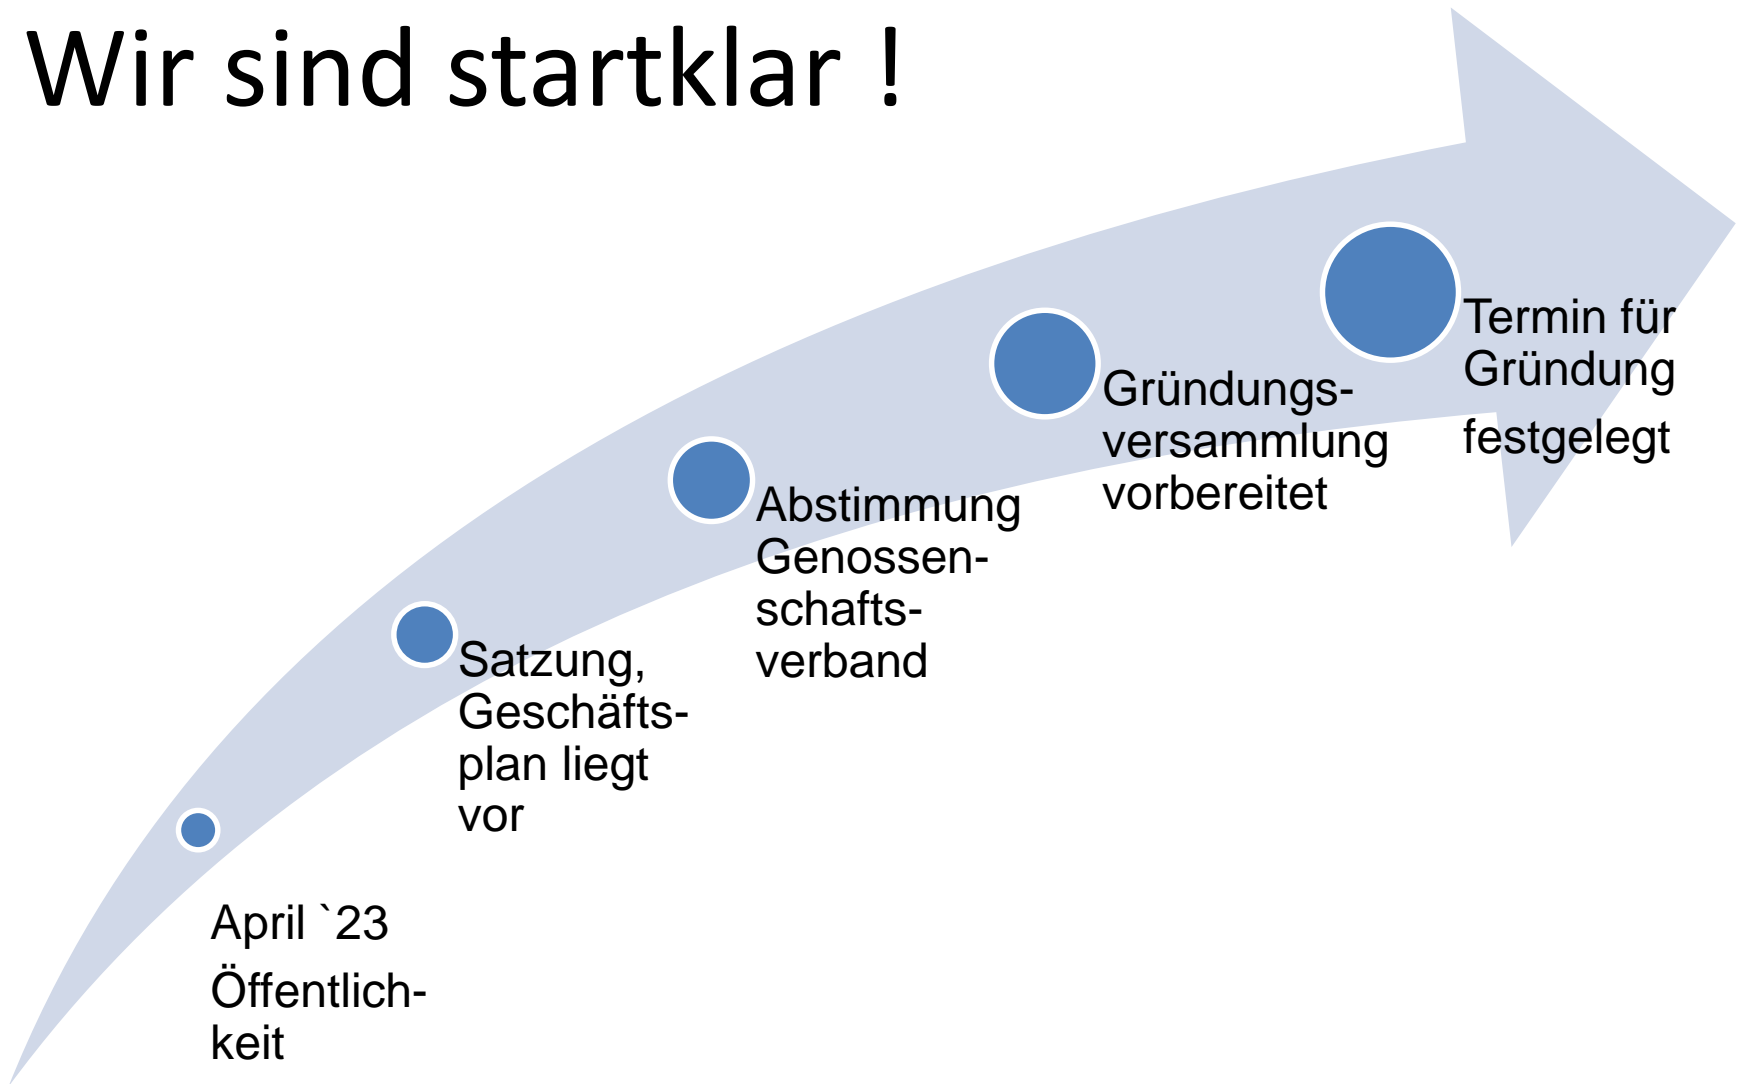 Wir sind startklar !
April `23
Öffentlich-
keit
Satzung,
Geschäfts-
plan liegt
vor
Abstimmung
Genossen-
schafts-
verband
Gründungs-
versammlung
vorbereitet
Termin für
Gründung
festgelegt